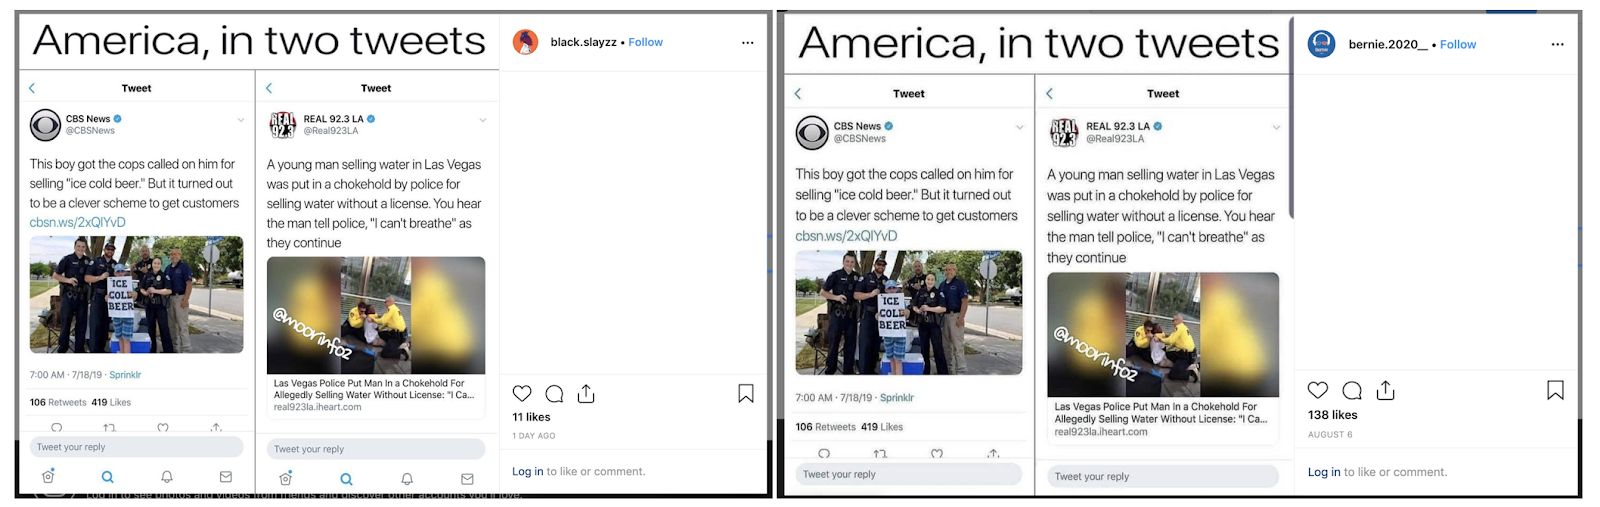 America, in two tweets
Tweet
CBS News
@CBSNews
This boy got the cops called on him for
selling "ice cold beer." But it turned out
to be a clever scheme to get customers
cbsn.ws/2xQIYvD
ICE
COLD
BEER
7:00 AM · 7/18/19 · Sprinklr
106 Retweets 419 Likes
Tweet your reply
Tweet
REAL
92.3
REAL 92.3 LA
@Real923LA
A young man selling water in Las Vegas
was put in a chokehold by police for
selling water without a license. You hear
the man tell police, "I can't breathe" as
they continue
@moorinfoz
Las Vegas Police Put Man In a Chokehold For
Allegedly Selling Water Without License: "I Ca...
real923la.iheart.com
Tweet your reply
black.slayzz • Follow
11 likes
1 DAY AGO
Log in to like or comment.
Log in to see photos and videos from friends and discover other accounts you'll love.
America, in two tweets
Tweet
CBS News
@CBSNews
This boy got the cops called on him for
selling "ice cold beer." But it turned out
to be a clever scheme to get customers
cbsn.ws/2xQIYvD
ICE
COLD
BEER
7:00 AM · 7/18/19 · Sprinklr
106 Retweets 419 Likes
Tweet your reply
Tweet
REAL
92.3
REAL 92.3 LA
@Real923LA
A young man selling water in Las Vegas
was put in a chokehold by police for
selling water without a license. You hear
the man tell police, "I can't breathe" as
they continue
@moorinfoz
Las Vegas Police Put Man In a Chokehold For
Allegedly Selling Water Without License: "I Ca...
real923la.iheart.com
Tweet your reply
bernie.2020__ • Follow
138 likes
AUGUST 6
Log in to like or comment.